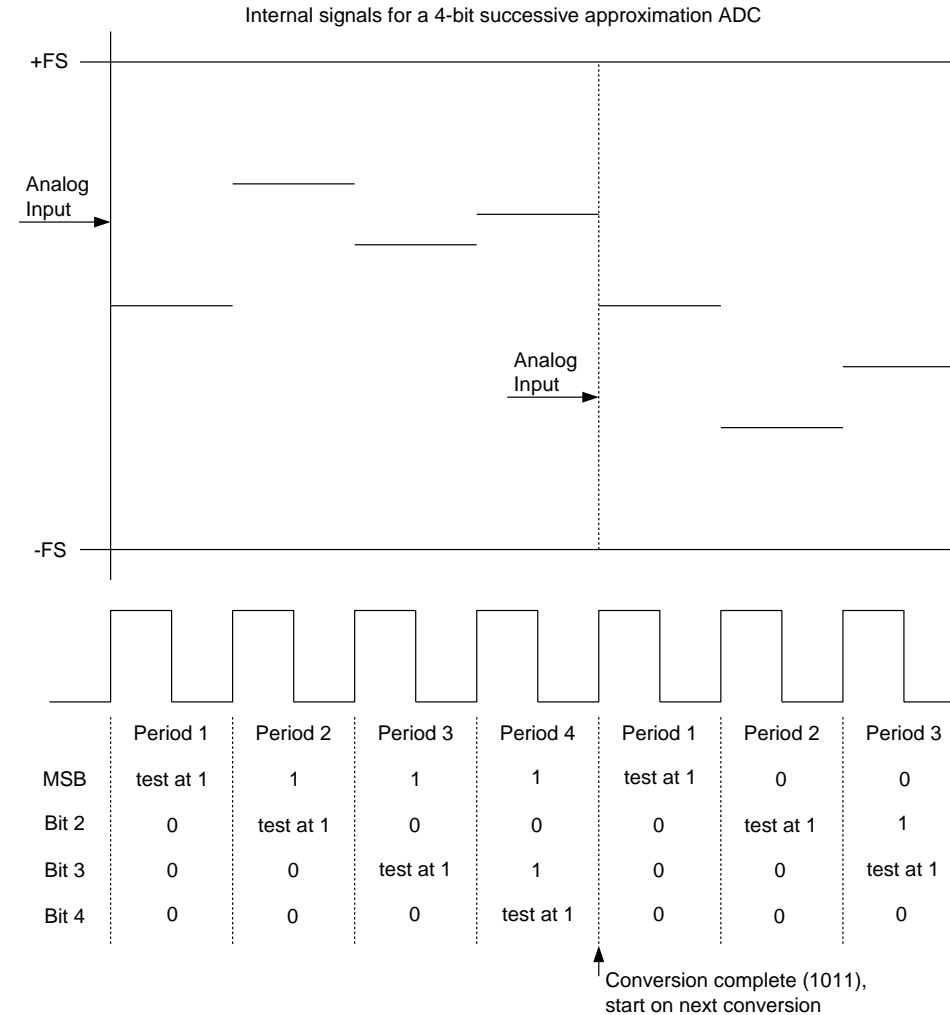 Internal signals for a 4-bit successive approximation ADC
+FS
Analog
Input
Analog
Input
-FS
Period 1 Period 2 Period 3 Period 4 Period 1 Period 2 Period 3
MSB test at 1 1 1 1 test at 1 0 0
Bit 2 0 test at 1 0 0 0 test at 1 1
Bit 3 0 0 test at 1 1 0 0 test at 1
Bit 4 0 0 0 test at 1 0 0 0
Conversion complete (1011),
start on next conversion